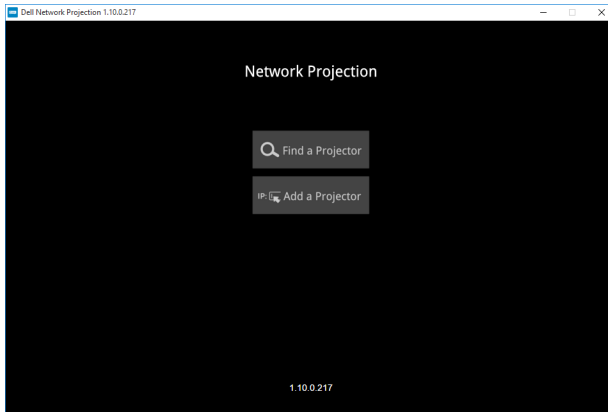 Dell Network Projection 1.10.0.217
Network Projection
Find a Projector
IP: Add a Projector
1.10.0.217